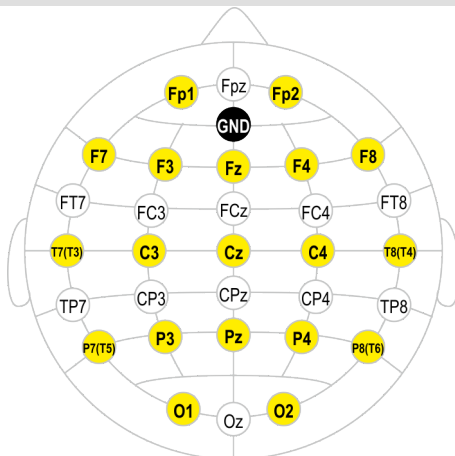 Fp1 Fpz Fp2
GND
F7 F3 Fz F4 F8
FT7 FC3 FCz FC4 FT8
T7(T3) C3 Cz C4 T8(T4)
TP7 CP3 CPz CP4 TP8
P7(T5) P3 Pz P4 P8(T6)
O1 Oz O2